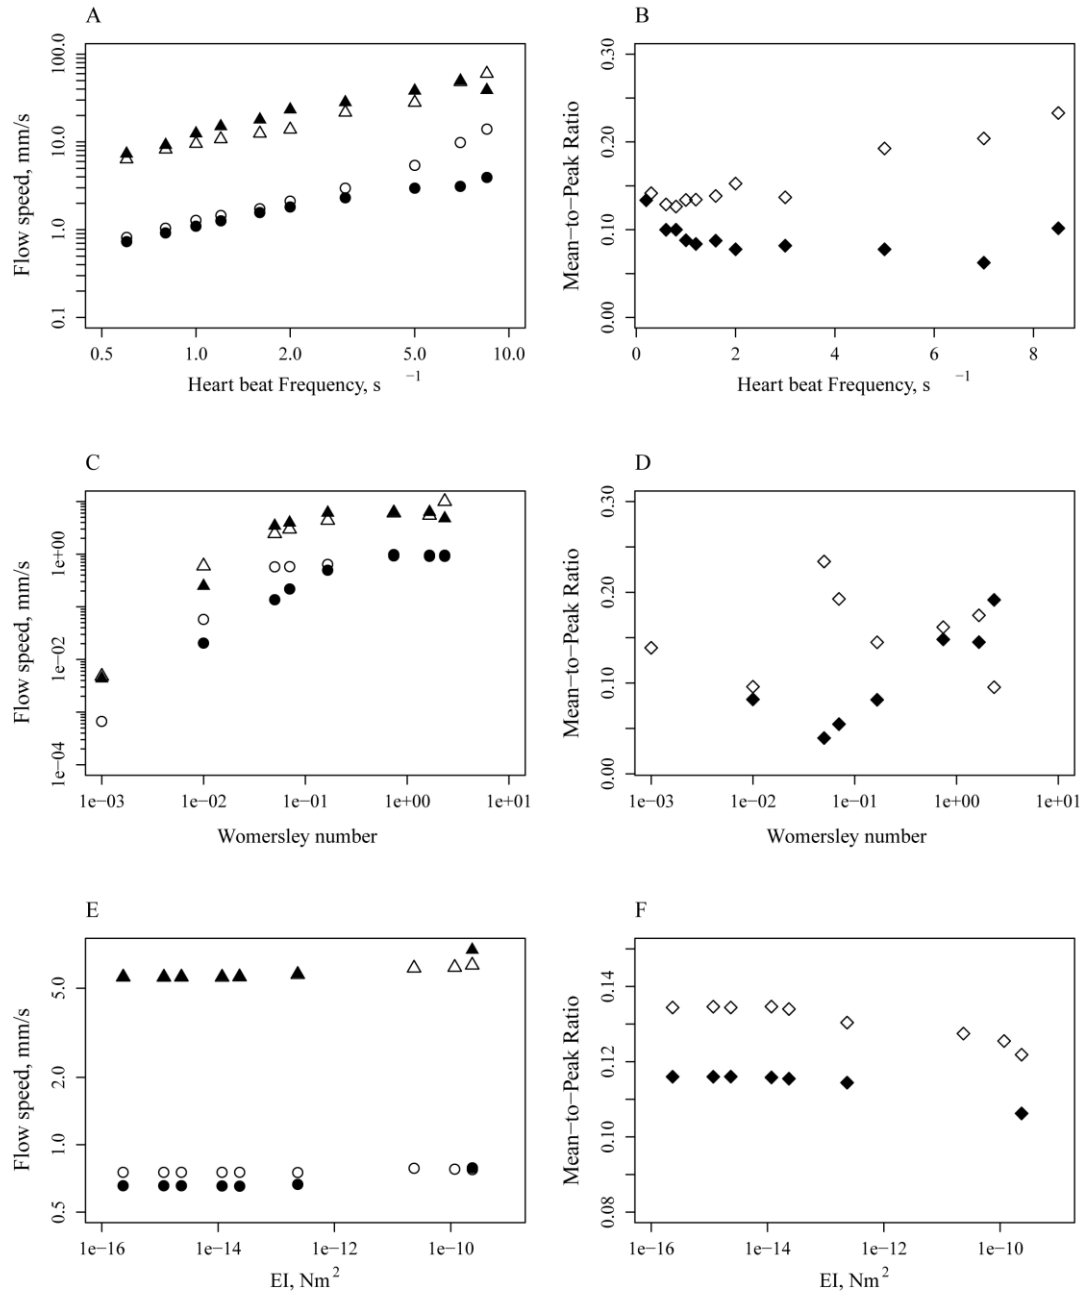 A
Flow speed, mm/s
100.0
10.0
1.0
0.1
0.5 1.0 2.0 5.0 10.0
Heart beat Frequency, s −1
B
Mean−to−Peak Ratio
0.30
0.20
0.10
0.00
0 2 4 6 8
Heart beat Frequency, s −1
C
Flow speed, mm/s
1e+00
1e−02
1e−04
1e−03 1e−02 1e−01 1e+00 1e+01
Womersley number
D
Mean−to−Peak Ratio
0.30
0.20
0.10
0.00
1e−03 1e−02 1e−01 1e+00 1e+01
Womersley number
E
Flow speed, mm/s
5.0
2.0
1.0
0.5
1e−16 1e−14 1e−12 1e−10
EI, Nm2
F
Mean−to−Peak Ratio
0.14
0.12
0.10
0.08
1e−16 1e−14 1e−12 1e−10
EI, Nm2